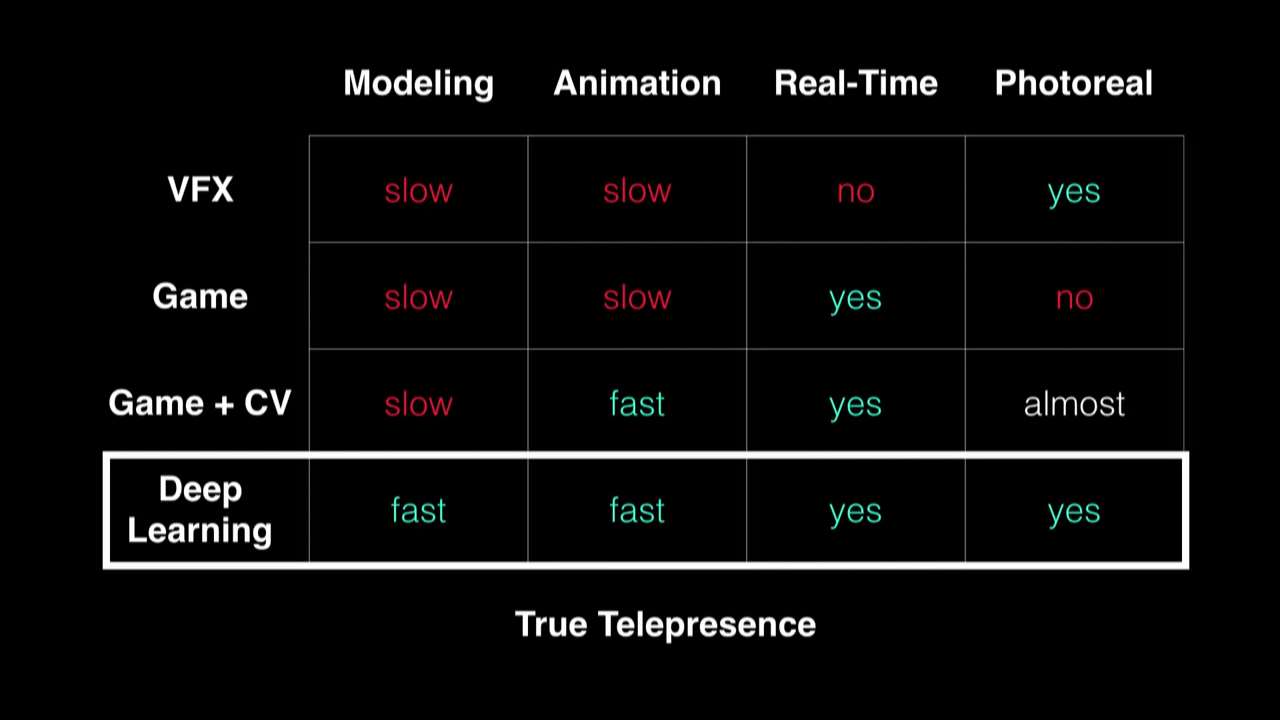 Modeling Animation Real-Time Photoreal
VFX slow slow no yes
Game slow slow yes no
Game + CV slow fast yes almost
Deep
Learning fast fast yes yes
True Telepresence